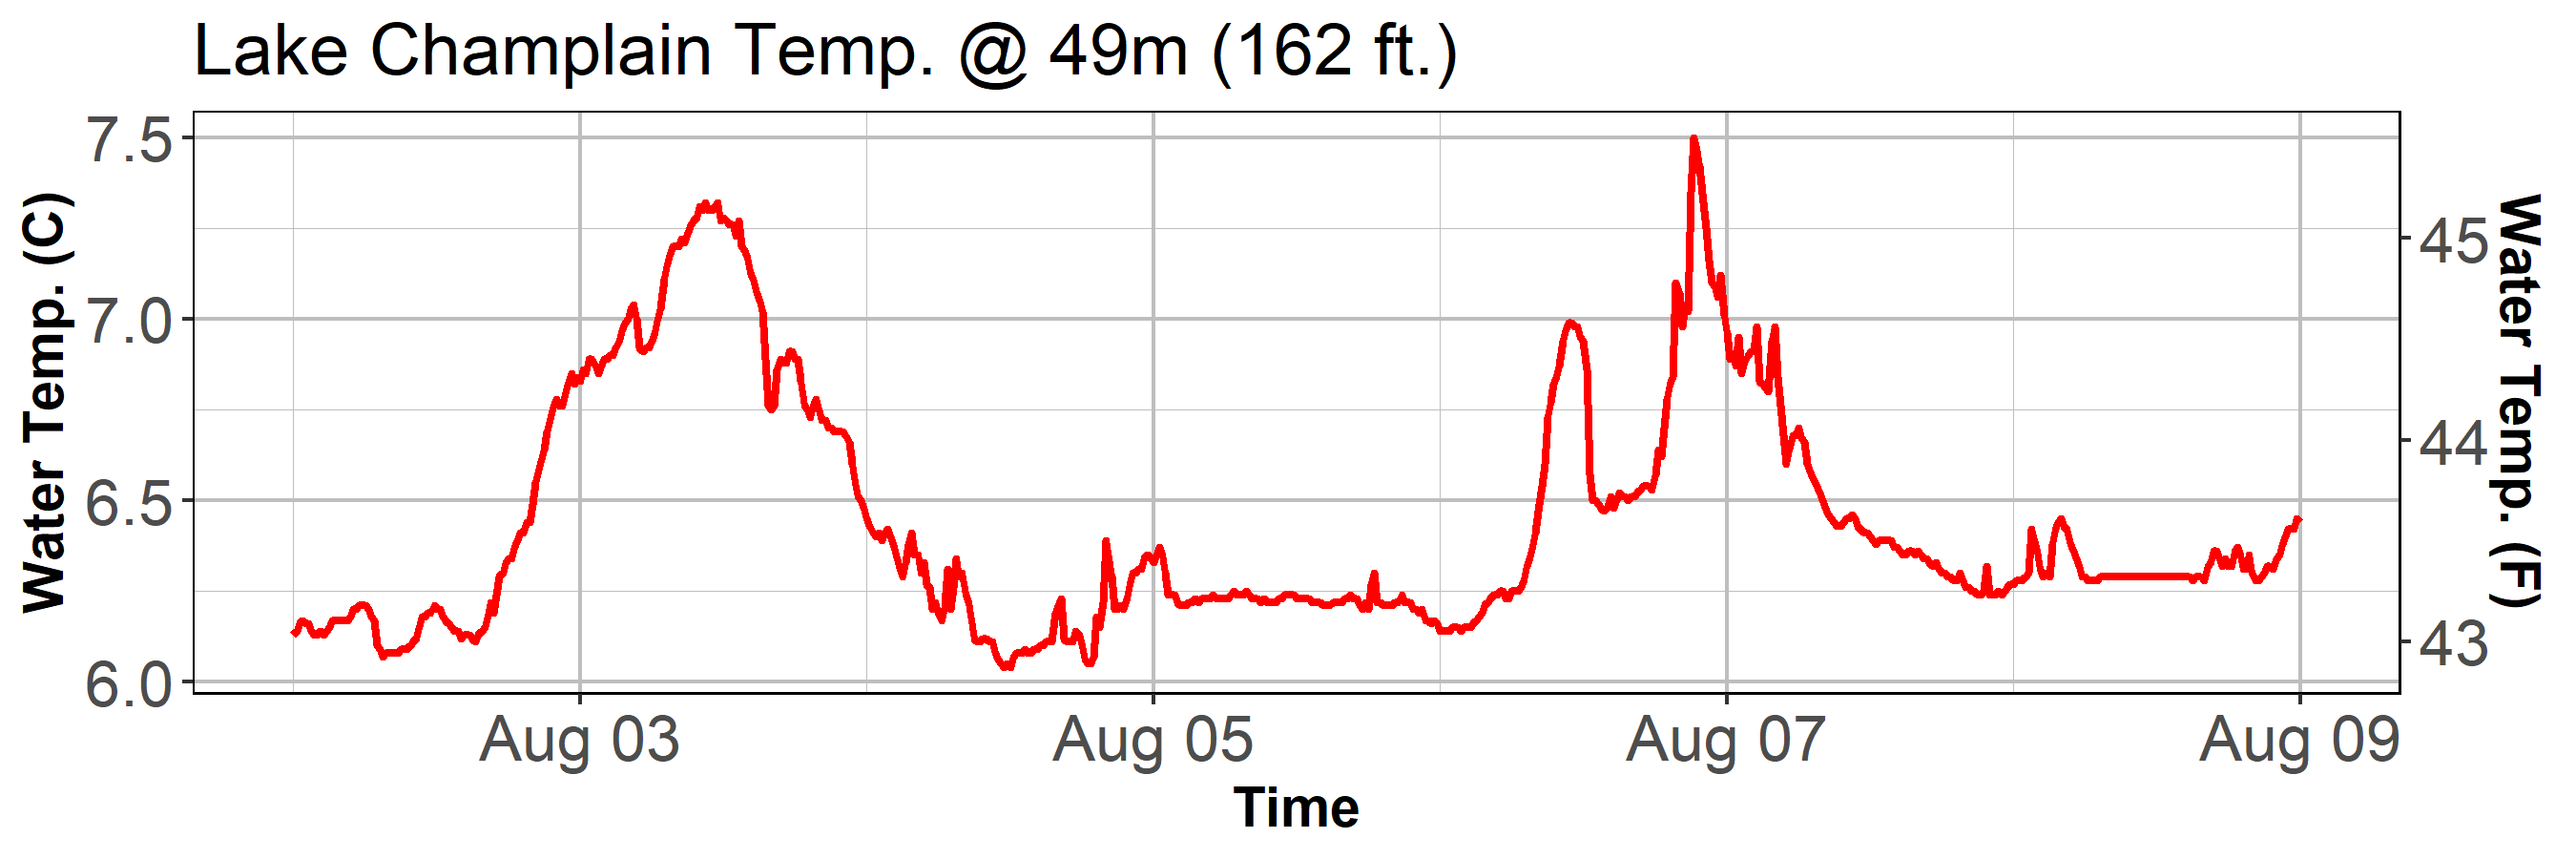 Lake Champlain Temp. @ 49m (162 ft.)
Water Temp. (C)
7.5
7.0
6.5
6.0
45
44
43
Water Temp. (F)
Aug 03 Aug 05 Aug 07 Aug 09
Time